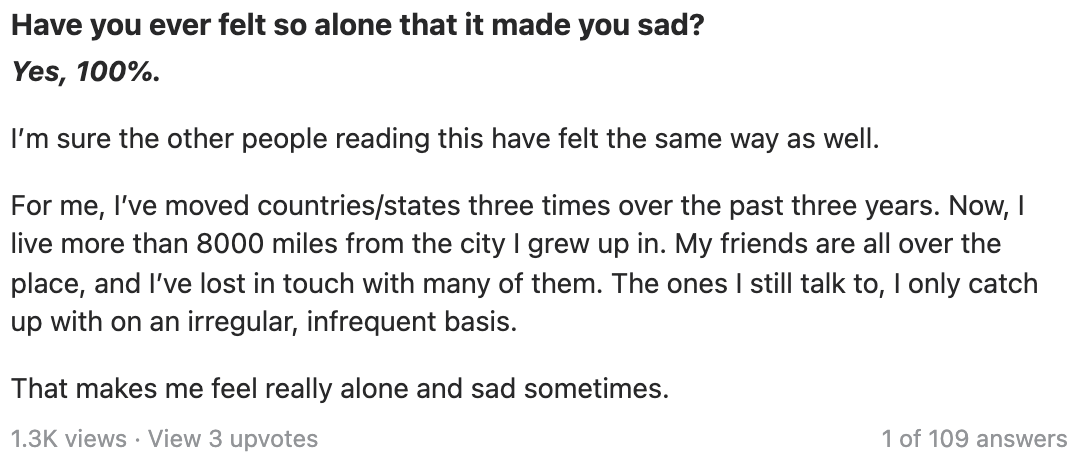 Have you ever felt so alone that it made you sad?
Yes, 100%.
I’m sure the other people reading this have felt the same way as well.
For me, I’ve moved countries/states three times over the past three years. Now, I
live more than 8000 miles from the city I grew up in. My friends are all over the
place, and I’ve lost in touch with many of them. The ones I still talk to, I only catch
up with on an irregular, infrequent basis.
That makes me feel really alone and sad sometimes.
1.3K views · View 3 upvotes 1 of 109 answers